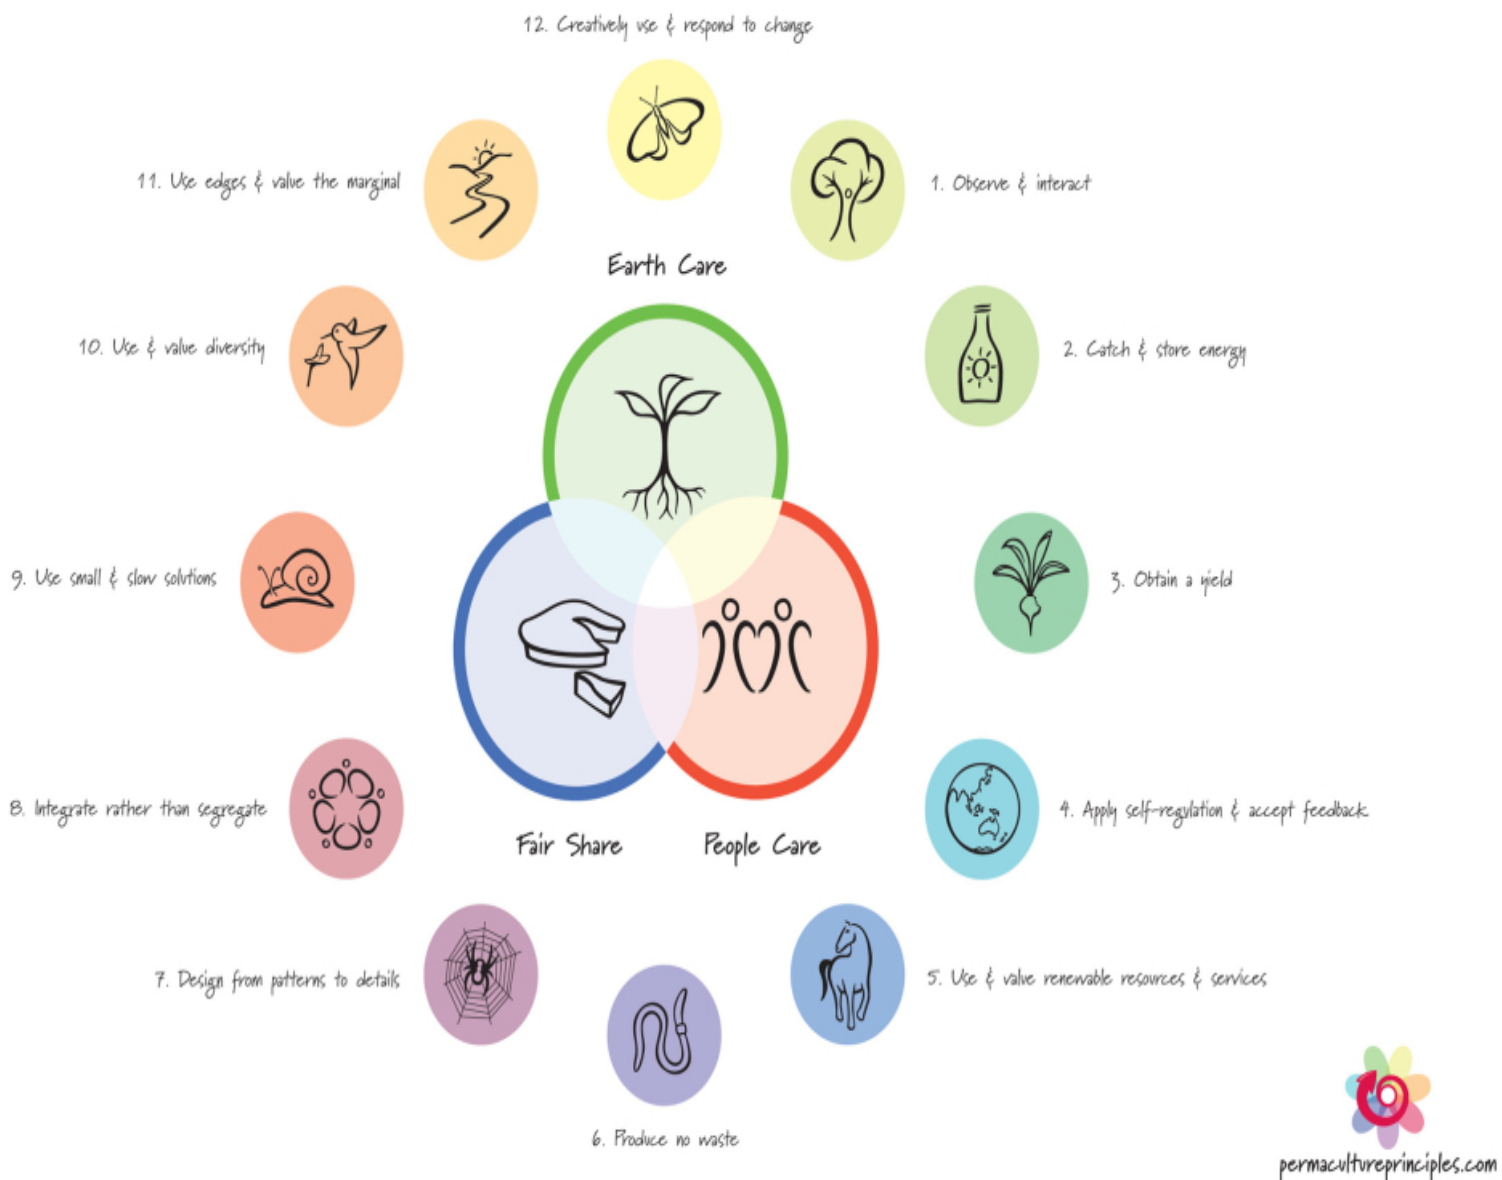 12. Creatively use & respond to change
11. Use edges & value the marginal
1. Observe & interact
Earth Care
10. Use & value diversity
2. Catch & store energy
9. Use small & slow solutions
3. Obtain a yield
8. Integrate rather than segregate
4. Apply self-regulation & accept feedback
Fair Share
People Care
7. Design from patterns to details
5. Use & value renewable resources & services
6. Produce no waste
permacultureprinciples.com